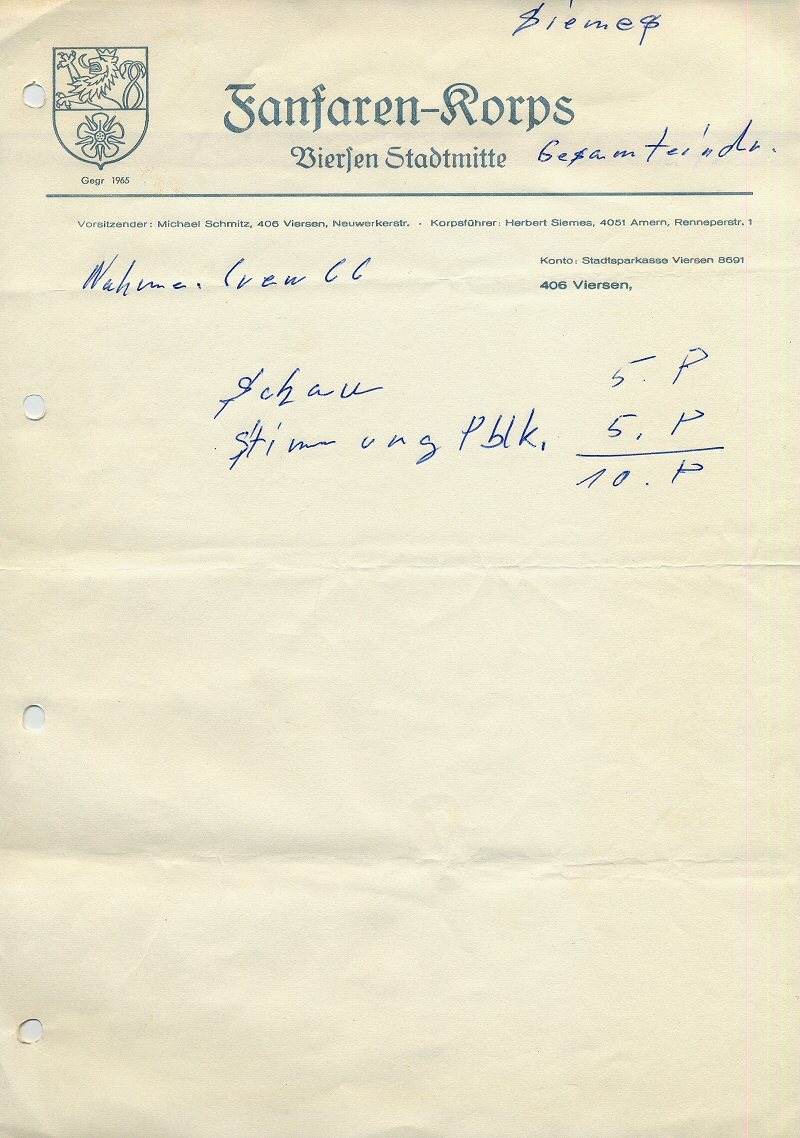 Siemes
Fanfaren-Korps
Viersen Stadtmitte
Gesamteindr.
Gegr 1965
Vorsitzender: Michael Schmitz, 406 Viersen, Neuwerkerstr. · Korpsführer: Herbert Siemes, 4051 Amern, Renneperstr. 1
Konto: Stadtsparkasse Viersen 8691
406 Viersen,
Schau 5. P
Stimmung Pblk. 5. P
10. P